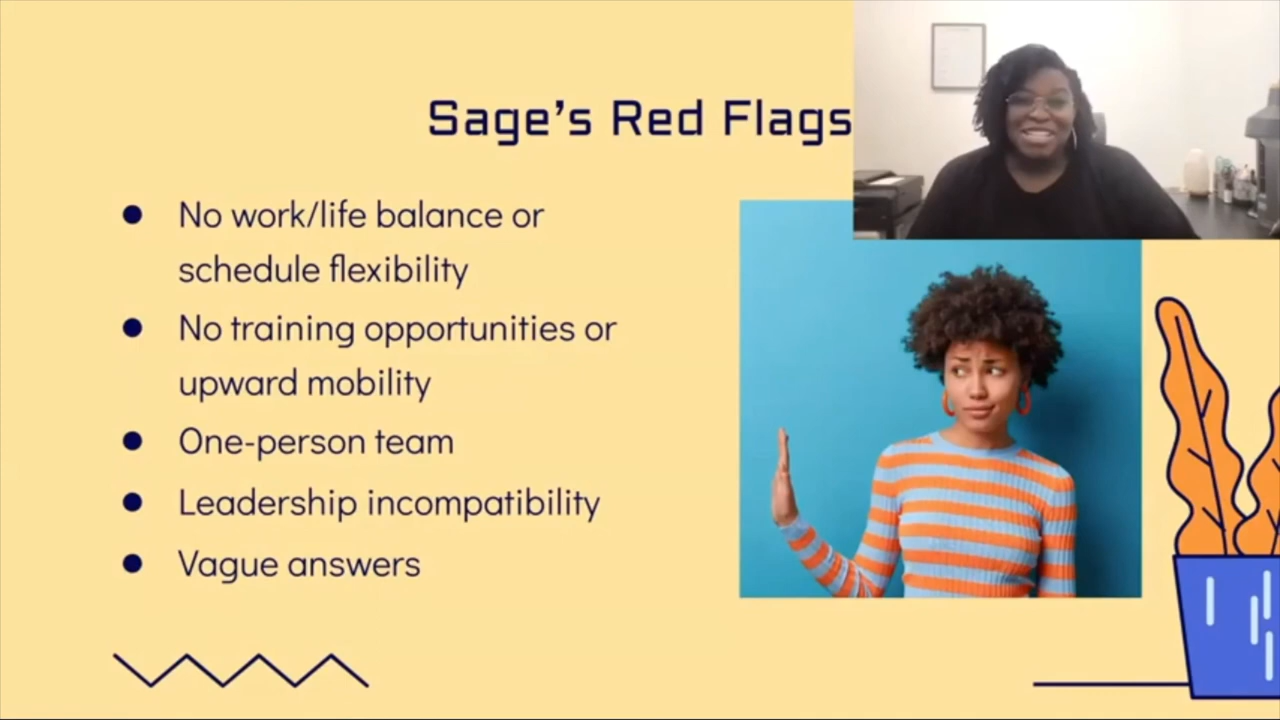 Sage's Red Flags
No work/life balance or
schedule flexibility
No training opportunities or
upward mobility
One-person team
Leadership incompatibility
Vague answers